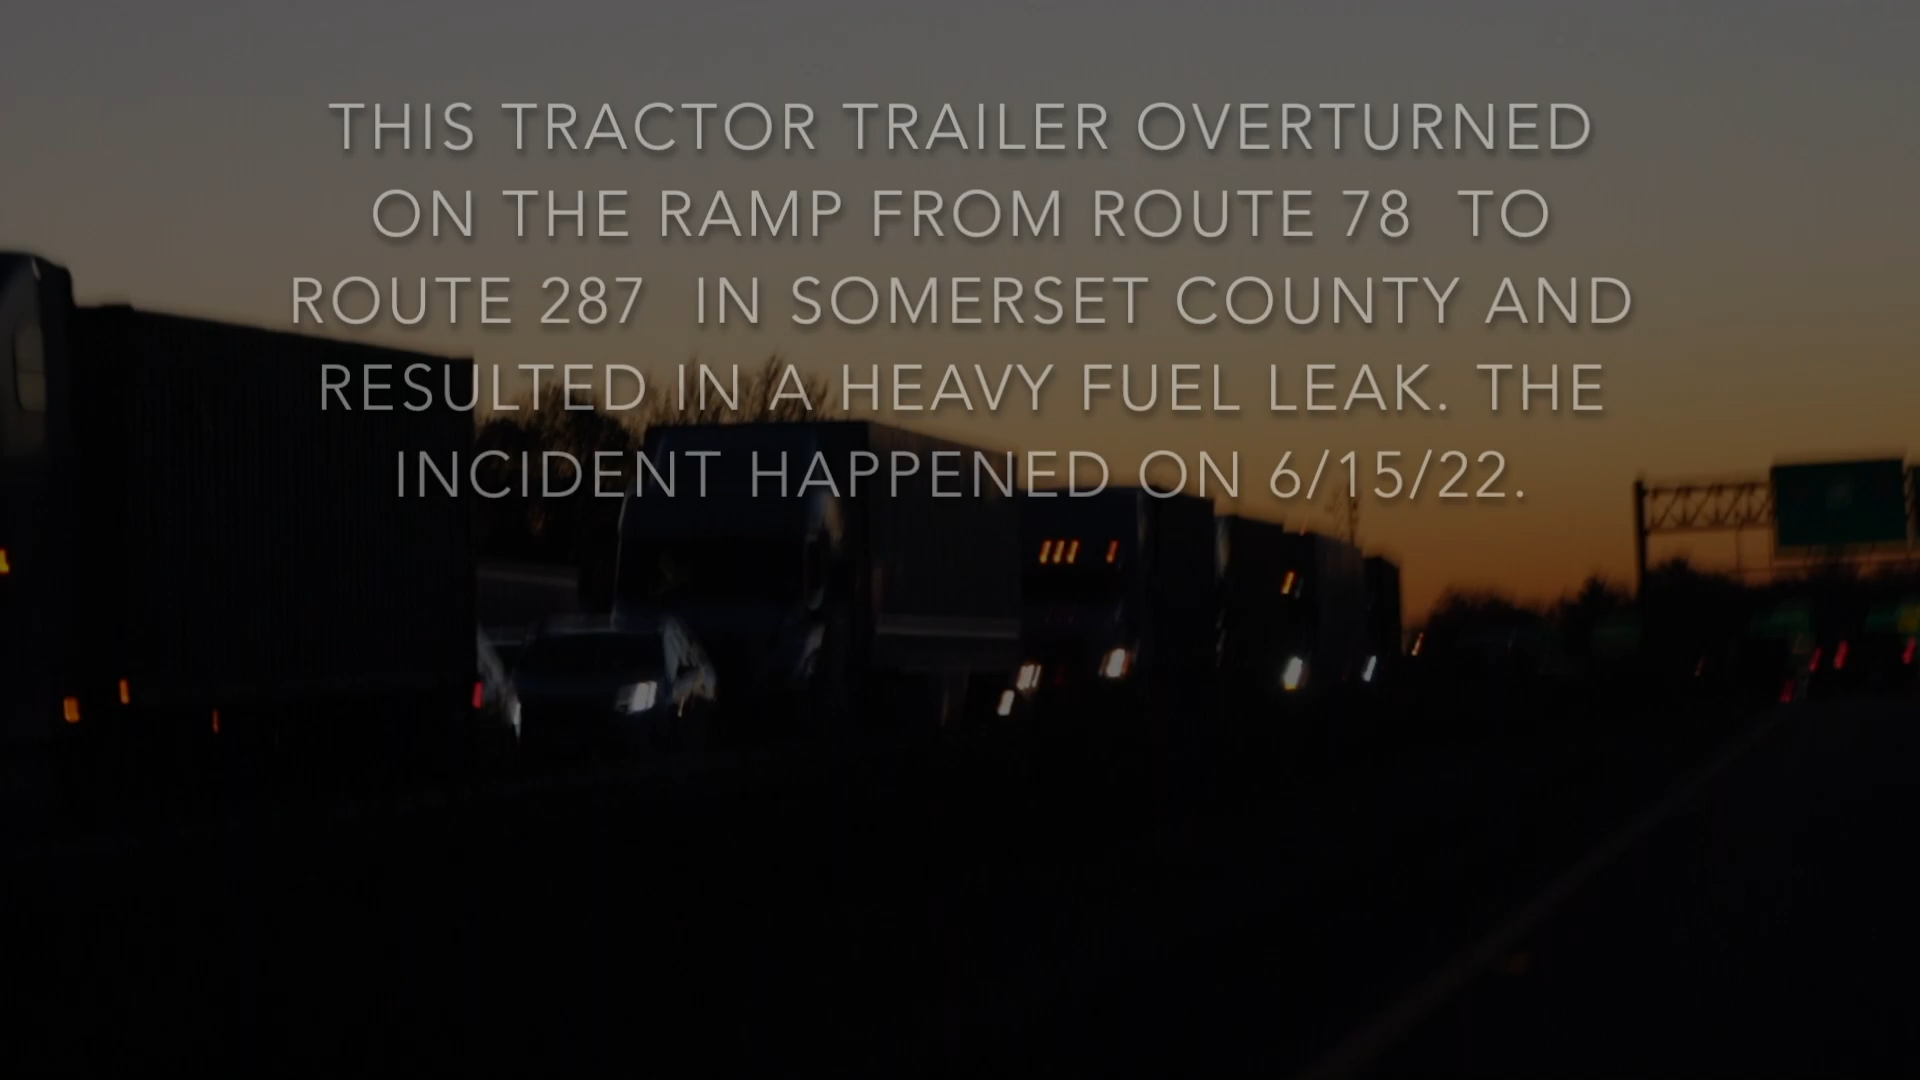 THIS TRACTOR TRAILER OVERTURNED
ON THE RAMP FROM ROUTE 78 TO
ROUTE 287 IN SOMERSET COUNTY AND
RESULTED IN A HEAVY FUEL LEAK. THE
INCIDENT HAPPENED ON 6/15/22.